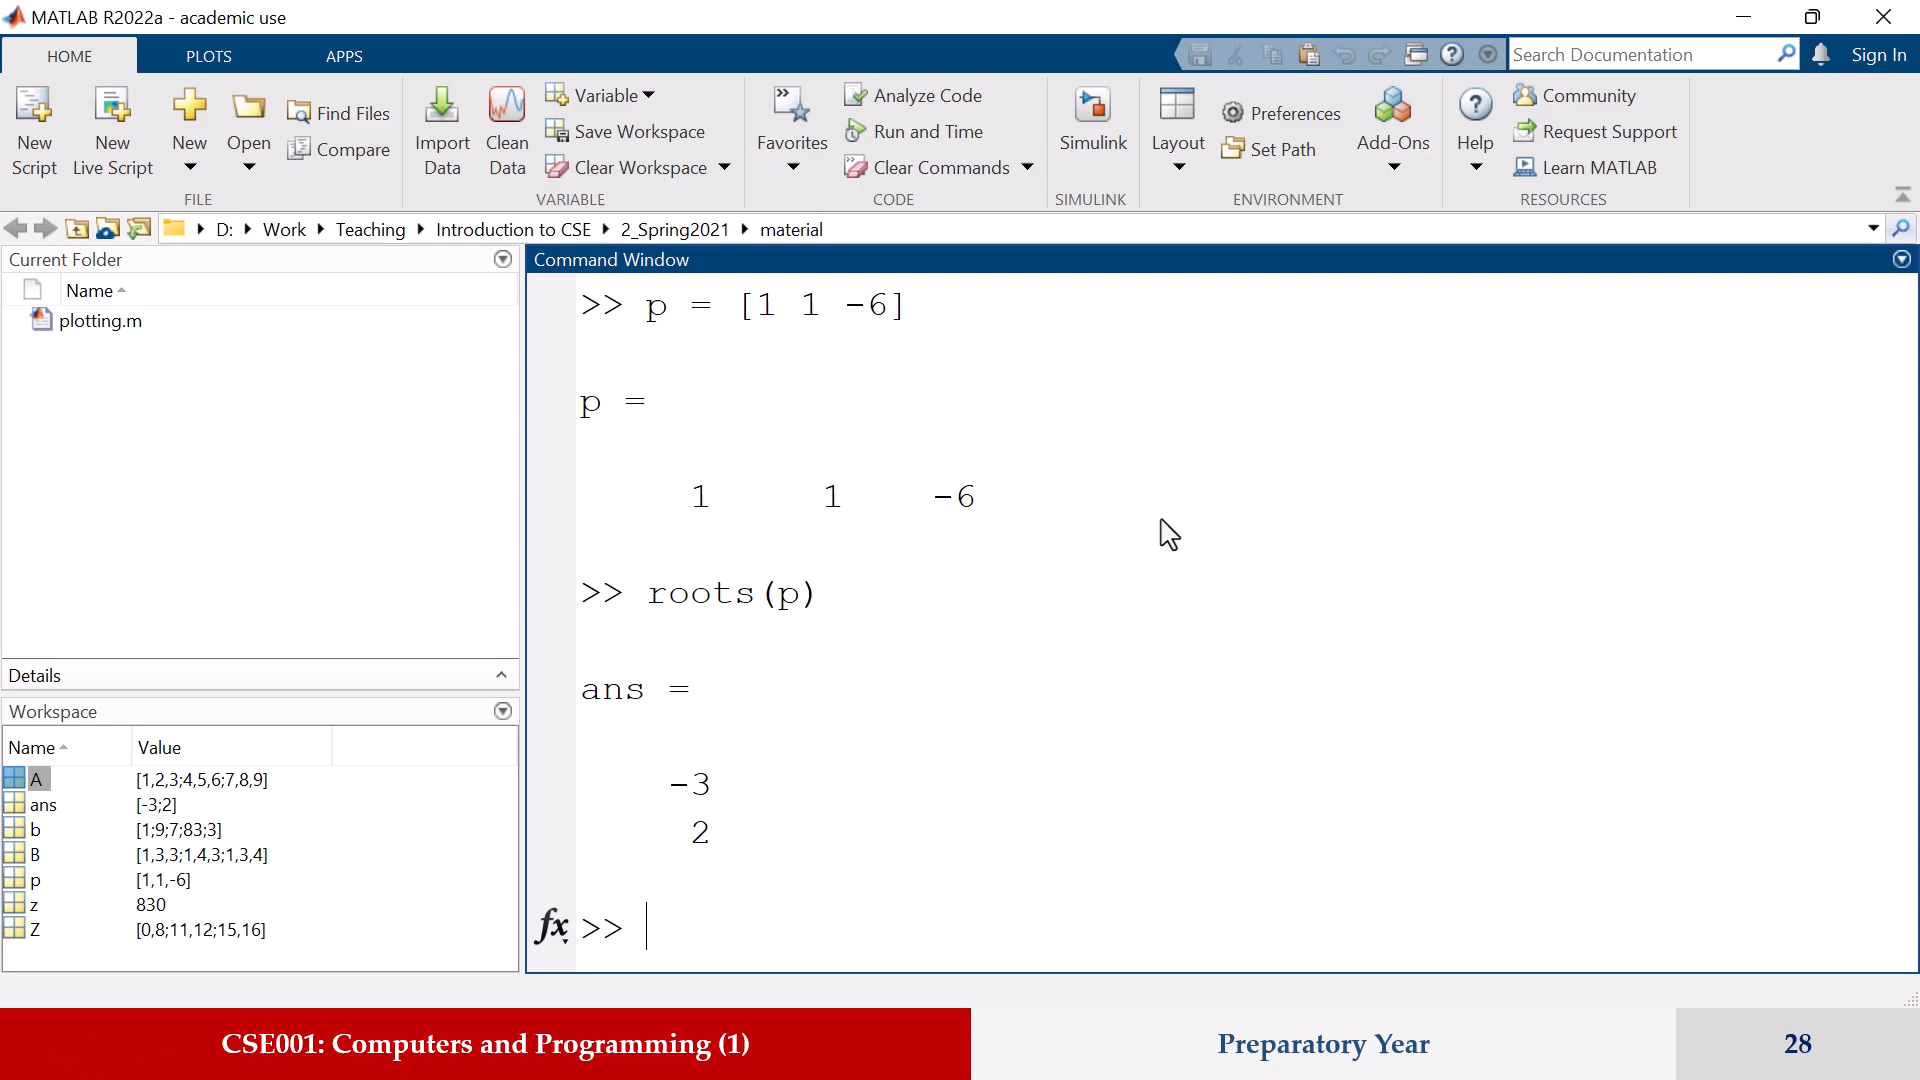 MATLAB R2022a - academic use
HOME PLOTS APPS
Search Documentation
Sign In
New Script
New Live Script
New
Open
Find Files
Compare
FILE
Import Data
Clean Data
Variable
Save Workspace
Clear Workspace
VARIABLE
Favorites
Analyze Code
Run and Time
Clear Commands
CODE
Simulink
SIMULINK
Layout
Preferences
Set Path
Add-Ons
ENVIRONMENT
Help
Community
Request Support
Learn MATLAB
RESOURCES
D: Work Teaching Introduction to CSE 2_Spring2021 material
Current Folder
Name
plotting.m
Details
Workspace
Name Value
A [1,2,3;4,5,6;7,8,9]
ans [-3;2]
b [1;9;7;83;3]
B [1,3,3;1,4,3;1,3,4]
p [1,1,-6]
z 830
Z [0,8;11,12;15,16]
Command Window
>> p = [1 1 -6]
p =
1 1 -6
>> roots(p)
ans =
-3
2
fx >>
CSE001: Computers and Programming (1)
Preparatory Year
28